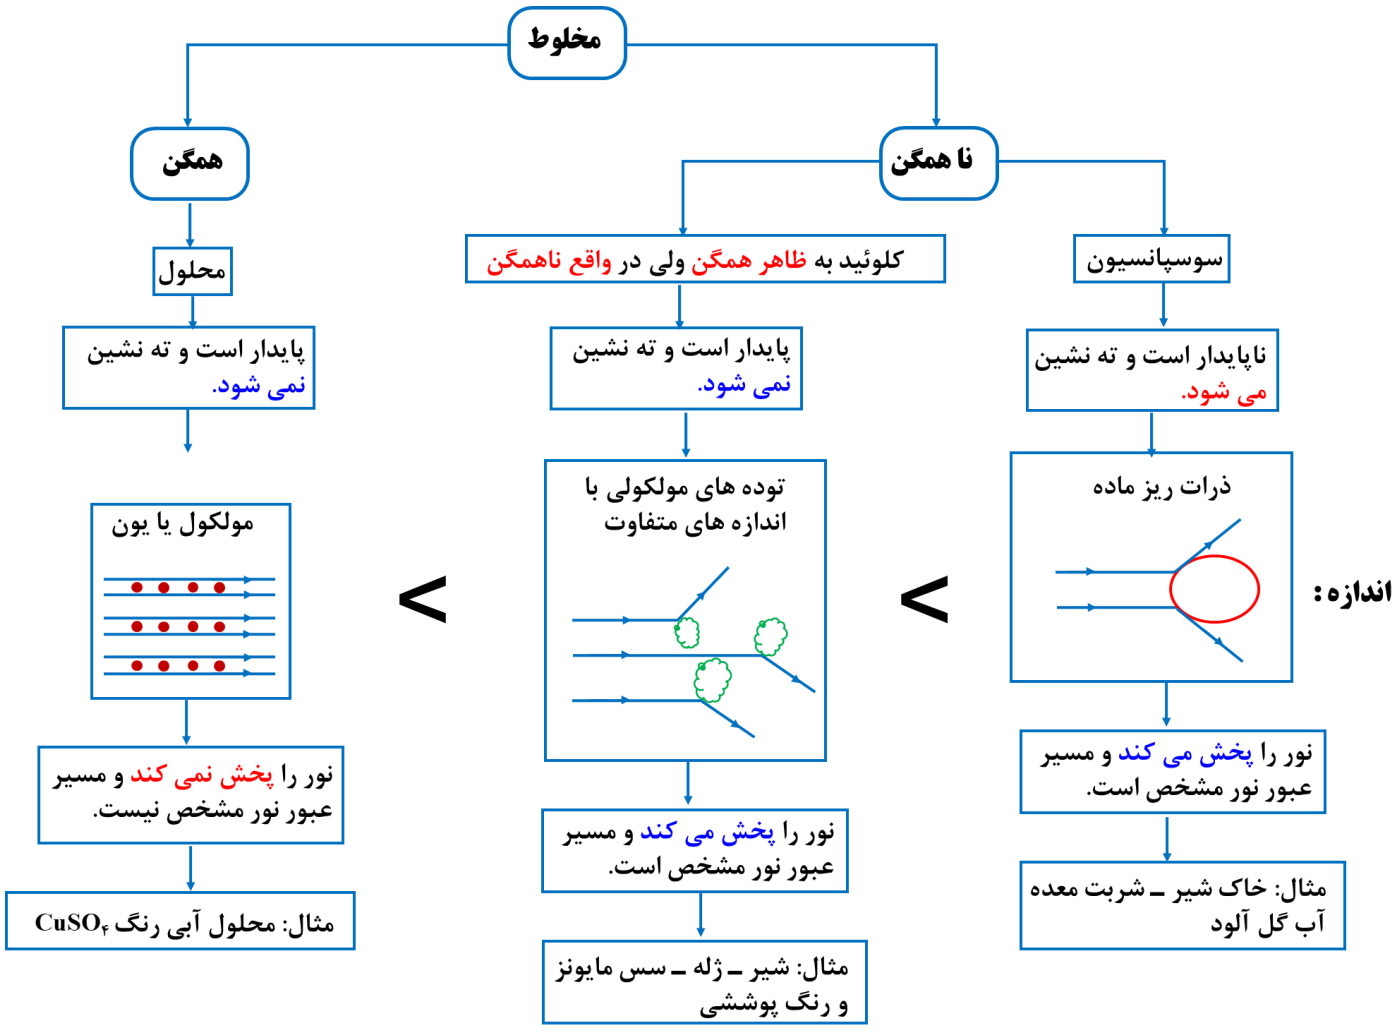 مخلوط
نا همگن
همگن
سوسپانسیون
ناپایدار است و ته نشین
می شود.
ذرات ریز ماده
نور را پخش می کند و مسیر
عبور نور مشخص است.
مثال: خاک شیر ـ شربت معده
آب گل آلود
کلوئید به ظاهر همگن ولی در واقع ناهمگن
پایدار است و ته نشین
نمی شود.
توده های مولکولی با
اندازه های متفاوت
نور را پخش می کند و مسیر
عبور نور مشخص است.
مثال: شیر ـ ژله ـ سس مایونز
و رنگ پوششی
محلول
پایدار است و ته نشین
نمی شود.
مولکول یا یون
نور را پخش نمی کند و مسیر
عبور نور مشخص نیست.
مثال: محلول آبی رنگ CuSO۴
اندازه :
<
<